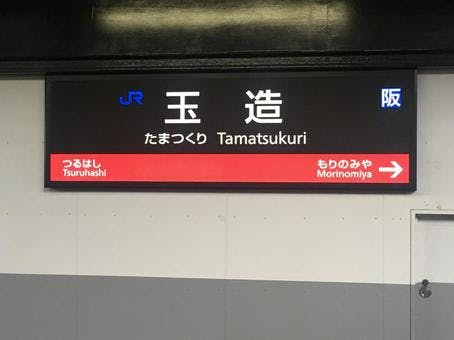 JR 玉造 阪
たまつくり Tamatsukuri
つるはし もりのみや →
Tsuruhashi Morinomiya